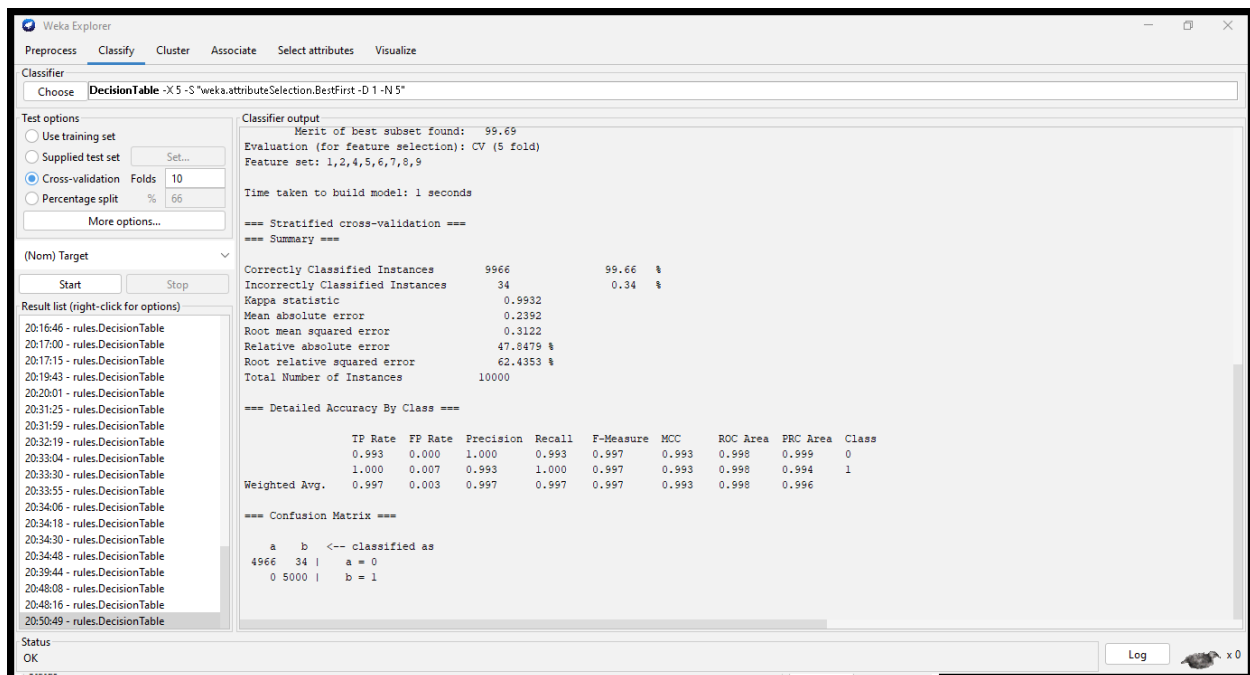 Weka Explorer
Preprocess Classify Cluster Associate Select attributes Visualize
Classifier
Choose DecisionTable -X 5 -S "weka.attributeSelection.BestFirst -D 1 -N 5"
Test options
Use training set
Supplied test set Set...
Cross-validation Folds 10
Percentage split % 66
More options...
(Nom) Target
Start Stop
Result list (right-click for options)
20:16:46 - rules.DecisionTable
20:17:00 - rules.DecisionTable
20:17:15 - rules.DecisionTable
20:19:43 - rules.DecisionTable
20:20:01 - rules.DecisionTable
20:31:25 - rules.DecisionTable
20:31:59 - rules.DecisionTable
20:32:19 - rules.DecisionTable
20:33:04 - rules.DecisionTable
20:33:30 - rules.DecisionTable
20:33:55 - rules.DecisionTable
20:34:06 - rules.DecisionTable
20:34:18 - rules.DecisionTable
20:34:30 - rules.DecisionTable
20:34:48 - rules.DecisionTable
20:39:44 - rules.DecisionTable
20:48:08 - rules.DecisionTable
20:48:16 - rules.DecisionTable
20:50:49 - rules.DecisionTable
Classifier output
Merit of best subset found: 99.69
Evaluation (for feature selection): CV (5 fold)
Feature set: 1,2,4,5,6,7,8,9
Time taken to build model: 1 seconds
=== Stratified cross-validation ===
=== Summary ===
Correctly Classified Instances 9966 99.66 %
Incorrectly Classified Instances 34 0.34 %
Kappa statistic 0.9932
Mean absolute error 0.2392
Root mean squared error 0.3122
Relative absolute error 47.8479 %
Root relative squared error 62.4353 %
Total Number of Instances 10000
=== Detailed Accuracy By Class ===
TP Rate FP Rate Precision Recall F-Measure MCC ROC Area PRC Area Class
0.993 0.000 1.000 0.993 0.997 0.993 0.998 0.999 0
1.000 0.007 0.993 1.000 0.997 0.993 0.998 0.994 1
Weighted Avg. 0.997 0.003 0.997 0.997 0.997 0.993 0.998 0.996
=== Confusion Matrix ===
a b <-- classified as
4966 34 | a = 0
0 5000 | b = 1
Status
OK
Log x 0